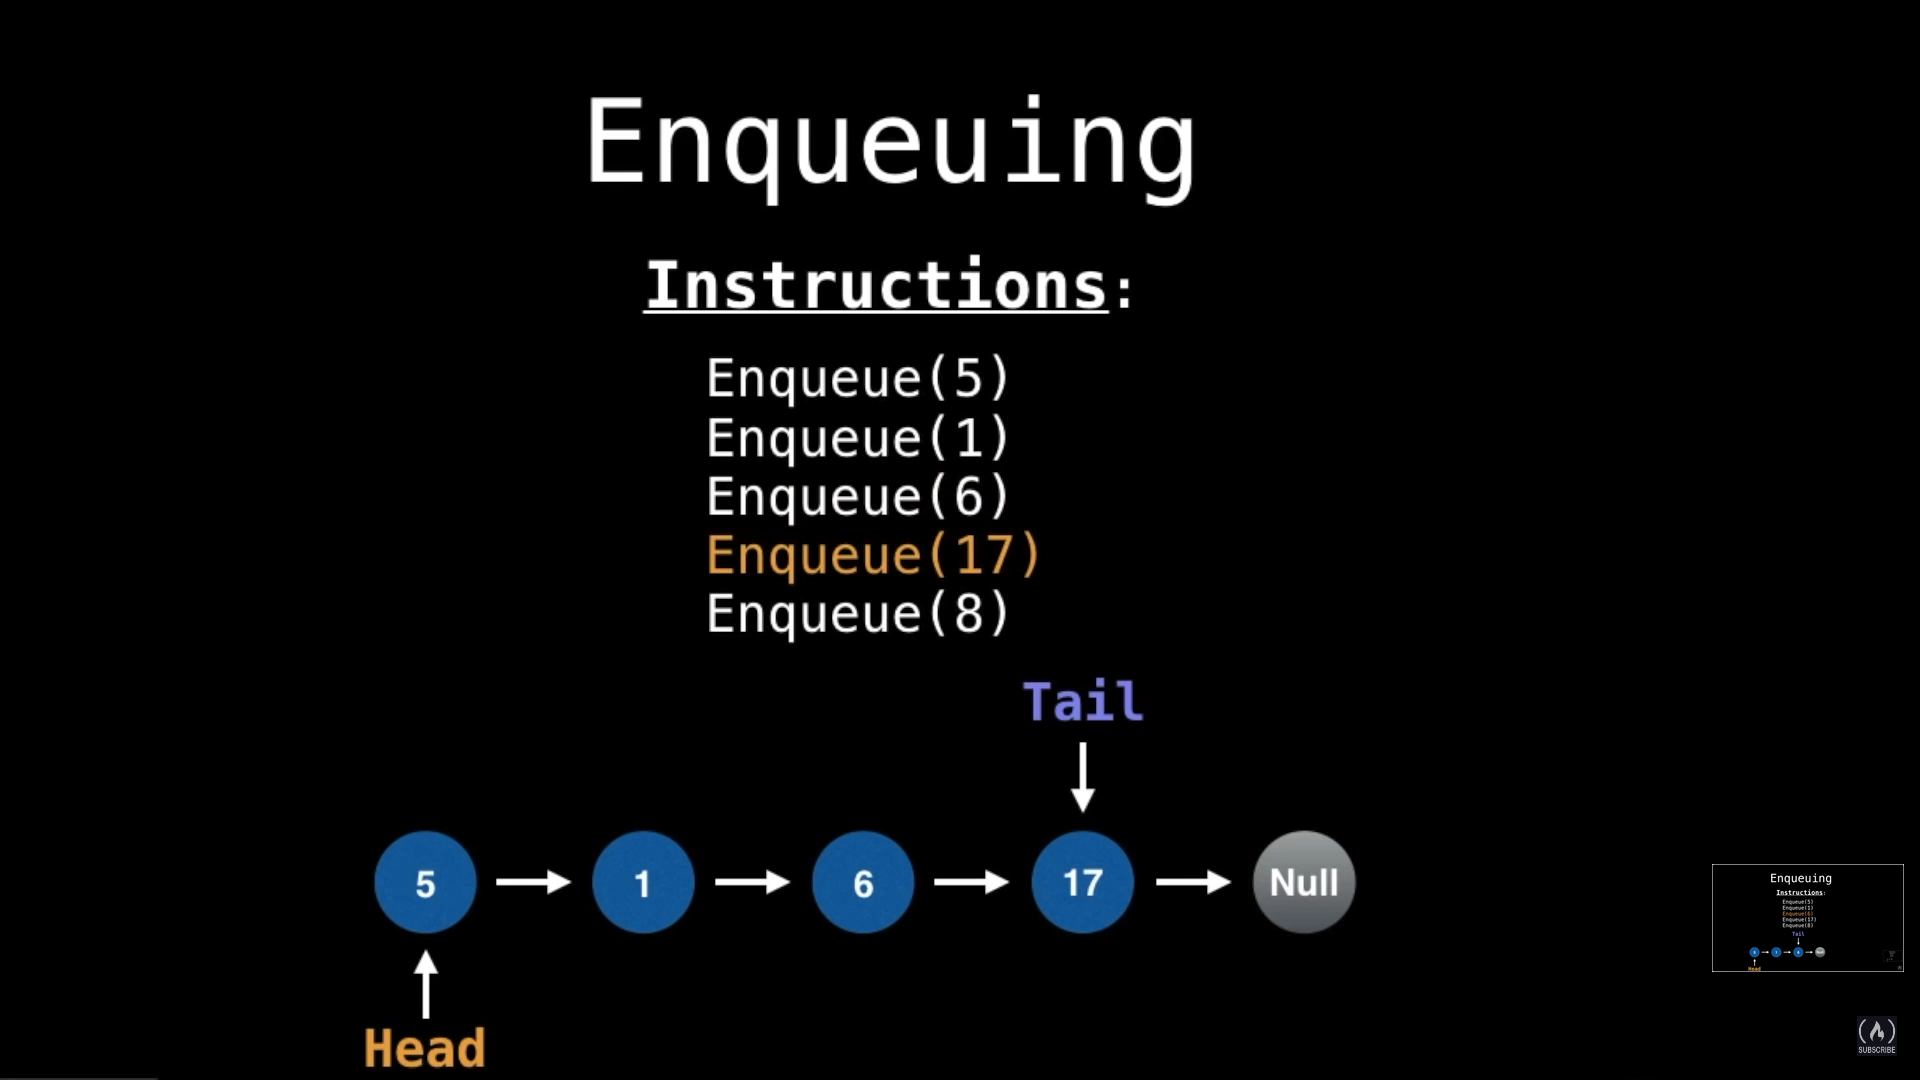 Enqueuing
Instructions:
Enqueue(5)
Enqueue(1)
Enqueue(6)
Enqueue(17)
Enqueue(8)
Tail
5 1 6 17 Null
Head
Enqueuing
Instructions:
Enqueue(5)
Enqueue(1)
Enqueue(6)
Enqueue(17)
Enqueue(8)
Tail
Head
SUBSCRIBE